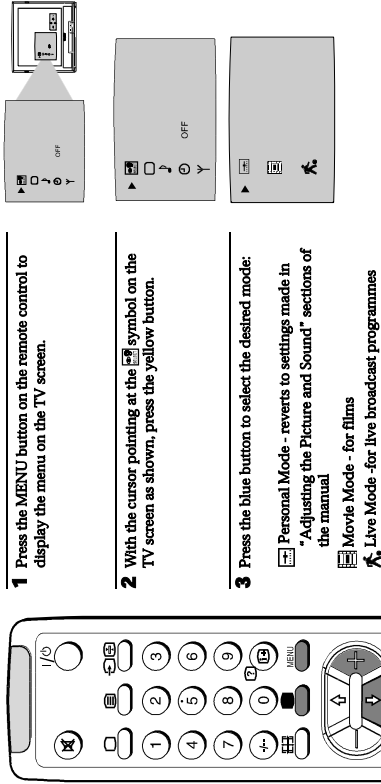 1 Press the MENU button on the remote control to
display the menu on the TV screen.
OFF
2 With the cursor pointing at the symbol on the
TV screen as shown, press the yellow button.
OFF
3 Press the blue button to select the desired mode:
Personal Mode - reverts to settings made in
"Adjusting the Picture and Sound" sections of
the manual
Movie Mode - for films
Live Mode -for live broadcast programmes
1 2 3
4 5 6
7 8 9
-/-- 0 ?
MENU